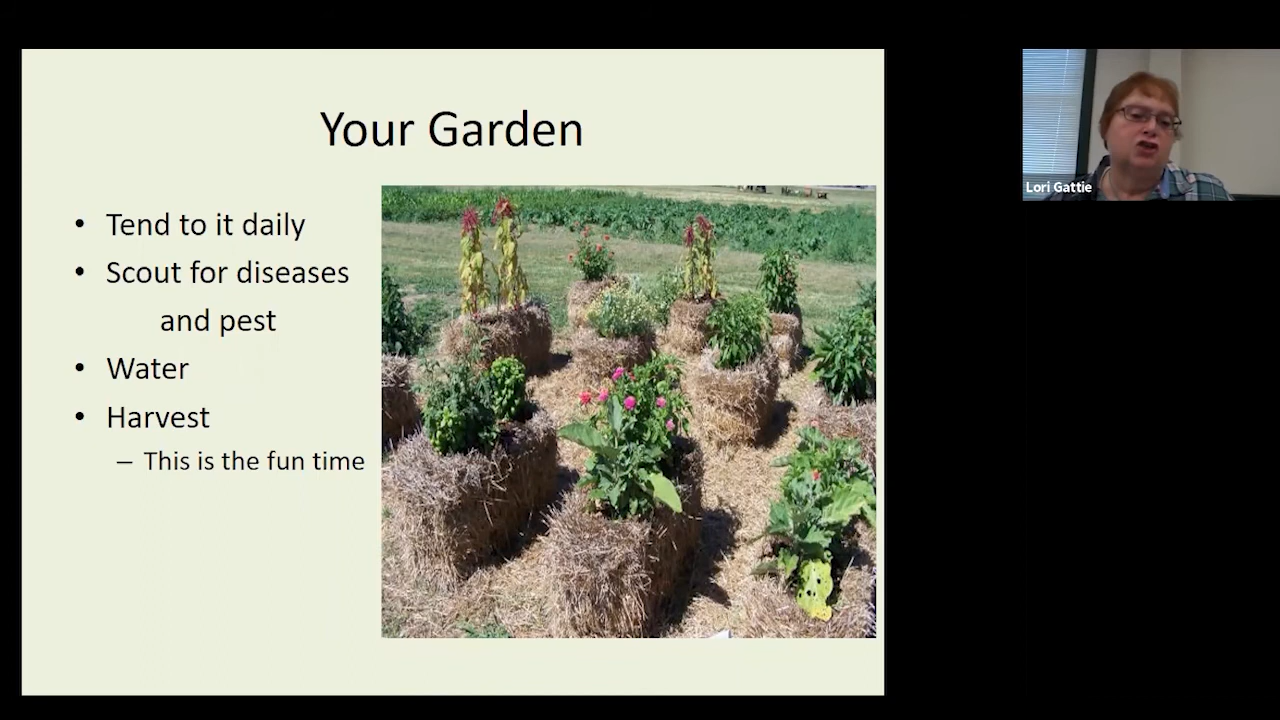 Your Garden
• Tend to it daily
• Scout for diseases
and pest
• Water
• Harvest
– This is the fun time
Lori Gattie